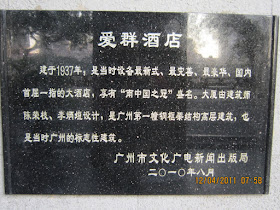 爱群酒店
建于1937年，是当时设备最新式、最完善、最豪华、国内
首屈一指的大酒店，享有“南中国之冠”喜名。大厦由建筑师
陈荣枝、李炳垣设计，是广州第一幢钢框架结构高层建筑，也
是当时广州的标志性建筑。
广州市文化广电新闻出版局
二〇一〇年八月
12/04/2011 07:58